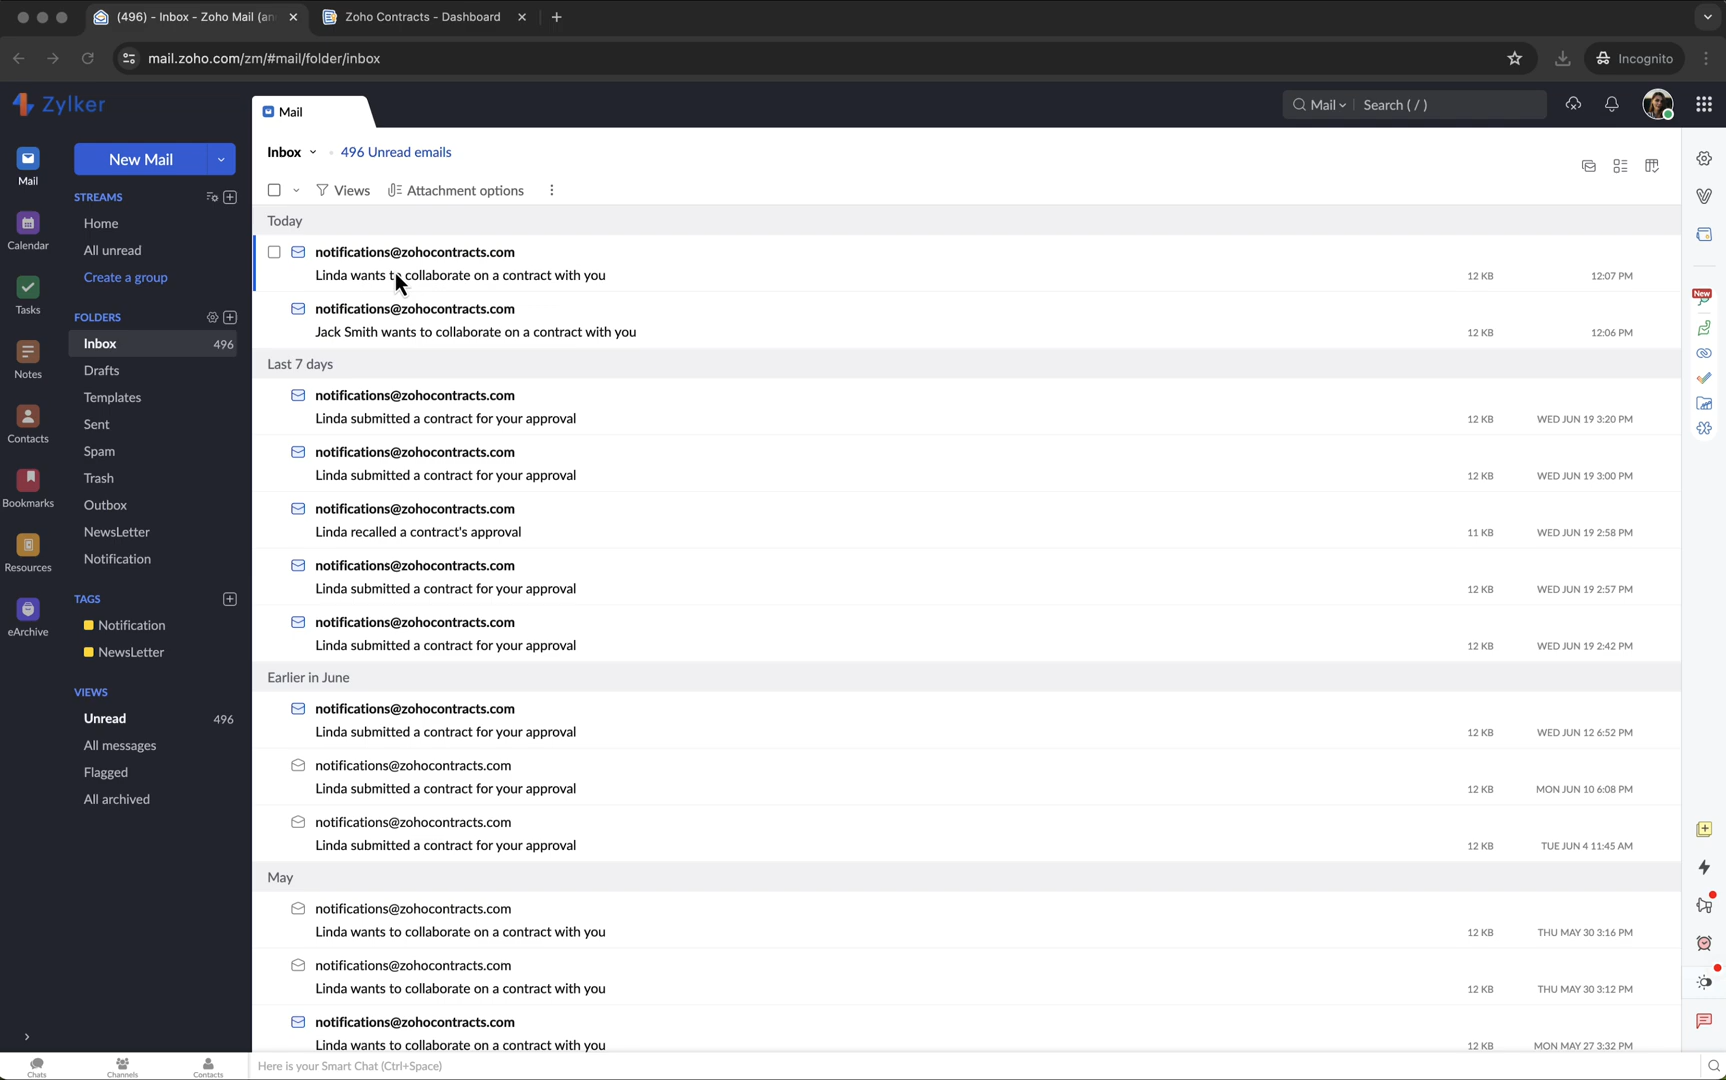 (496) - Inbox - Zoho Mail (an
Zoho Contracts - Dashboard
mail.zoho.com/zm/#mail/folder/inbox
Incognito
Zylker
Mail
Mail
Search ( / )
Mail
Calendar
Tasks
Notes
Contacts
Bookmarks
Resources
eArchive
New Mail
STREAMS
Home
All unread
Create a group
FOLDERS
Inbox 496
Drafts
Templates
Sent
Spam
Trash
Outbox
NewsLetter
Notification
TAGS
Notification
NewsLetter
VIEWS
Unread 496
All messages
Flagged
All archived
Inbox • 496 Unread emails
Views Attachment options
Today
notifications@zohocontracts.com
Linda wants to collaborate on a contract with you 12 KB 12:07 PM
notifications@zohocontracts.com
Jack Smith wants to collaborate on a contract with you 12 KB 12:06 PM
Last 7 days
notifications@zohocontracts.com
Linda submitted a contract for your approval 12 KB WED JUN 19 3:20 PM
notifications@zohocontracts.com
Linda submitted a contract for your approval 12 KB WED JUN 19 3:00 PM
notifications@zohocontracts.com
Linda recalled a contract's approval 11 KB WED JUN 19 2:58 PM
notifications@zohocontracts.com
Linda submitted a contract for your approval 12 KB WED JUN 19 2:57 PM
notifications@zohocontracts.com
Linda submitted a contract for your approval 12 KB WED JUN 19 2:42 PM
Earlier in June
notifications@zohocontracts.com
Linda submitted a contract for your approval 12 KB WED JUN 12 6:52 PM
notifications@zohocontracts.com
Linda submitted a contract for your approval 12 KB MON JUN 10 6:08 PM
notifications@zohocontracts.com
Linda submitted a contract for your approval 12 KB TUE JUN 4 11:45 AM
May
notifications@zohocontracts.com
Linda wants to collaborate on a contract with you 12 KB THU MAY 30 3:16 PM
notifications@zohocontracts.com
Linda wants to collaborate on a contract with you 12 KB THU MAY 30 3:12 PM
notifications@zohocontracts.com
Linda wants to collaborate on a contract with you 12 KB MON MAY 27 3:32 PM
New
Chats
Channels
Contacts
Here is your Smart Chat (Ctrl+Space)